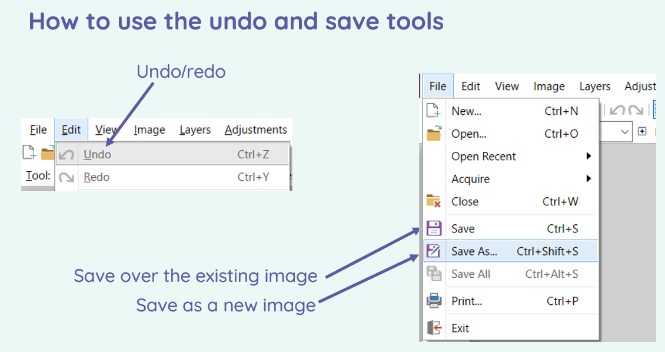 How to use the undo and save tools
Undo/redo
File Edit View Image Layers Adjustments
Undo Ctrl+Z
Tool:
Redo Ctrl+Y
File Edit View Image Layers Adjust
New... Ctrl+N
Open... Ctrl+O
Open Recent
Acquire
Close Ctrl+W
Save Ctrl+S
Save As... Ctrl+Shift+S
Save All Ctrl+Alt+S
Print... Ctrl+P
Exit
Save over the existing image
Save as a new image